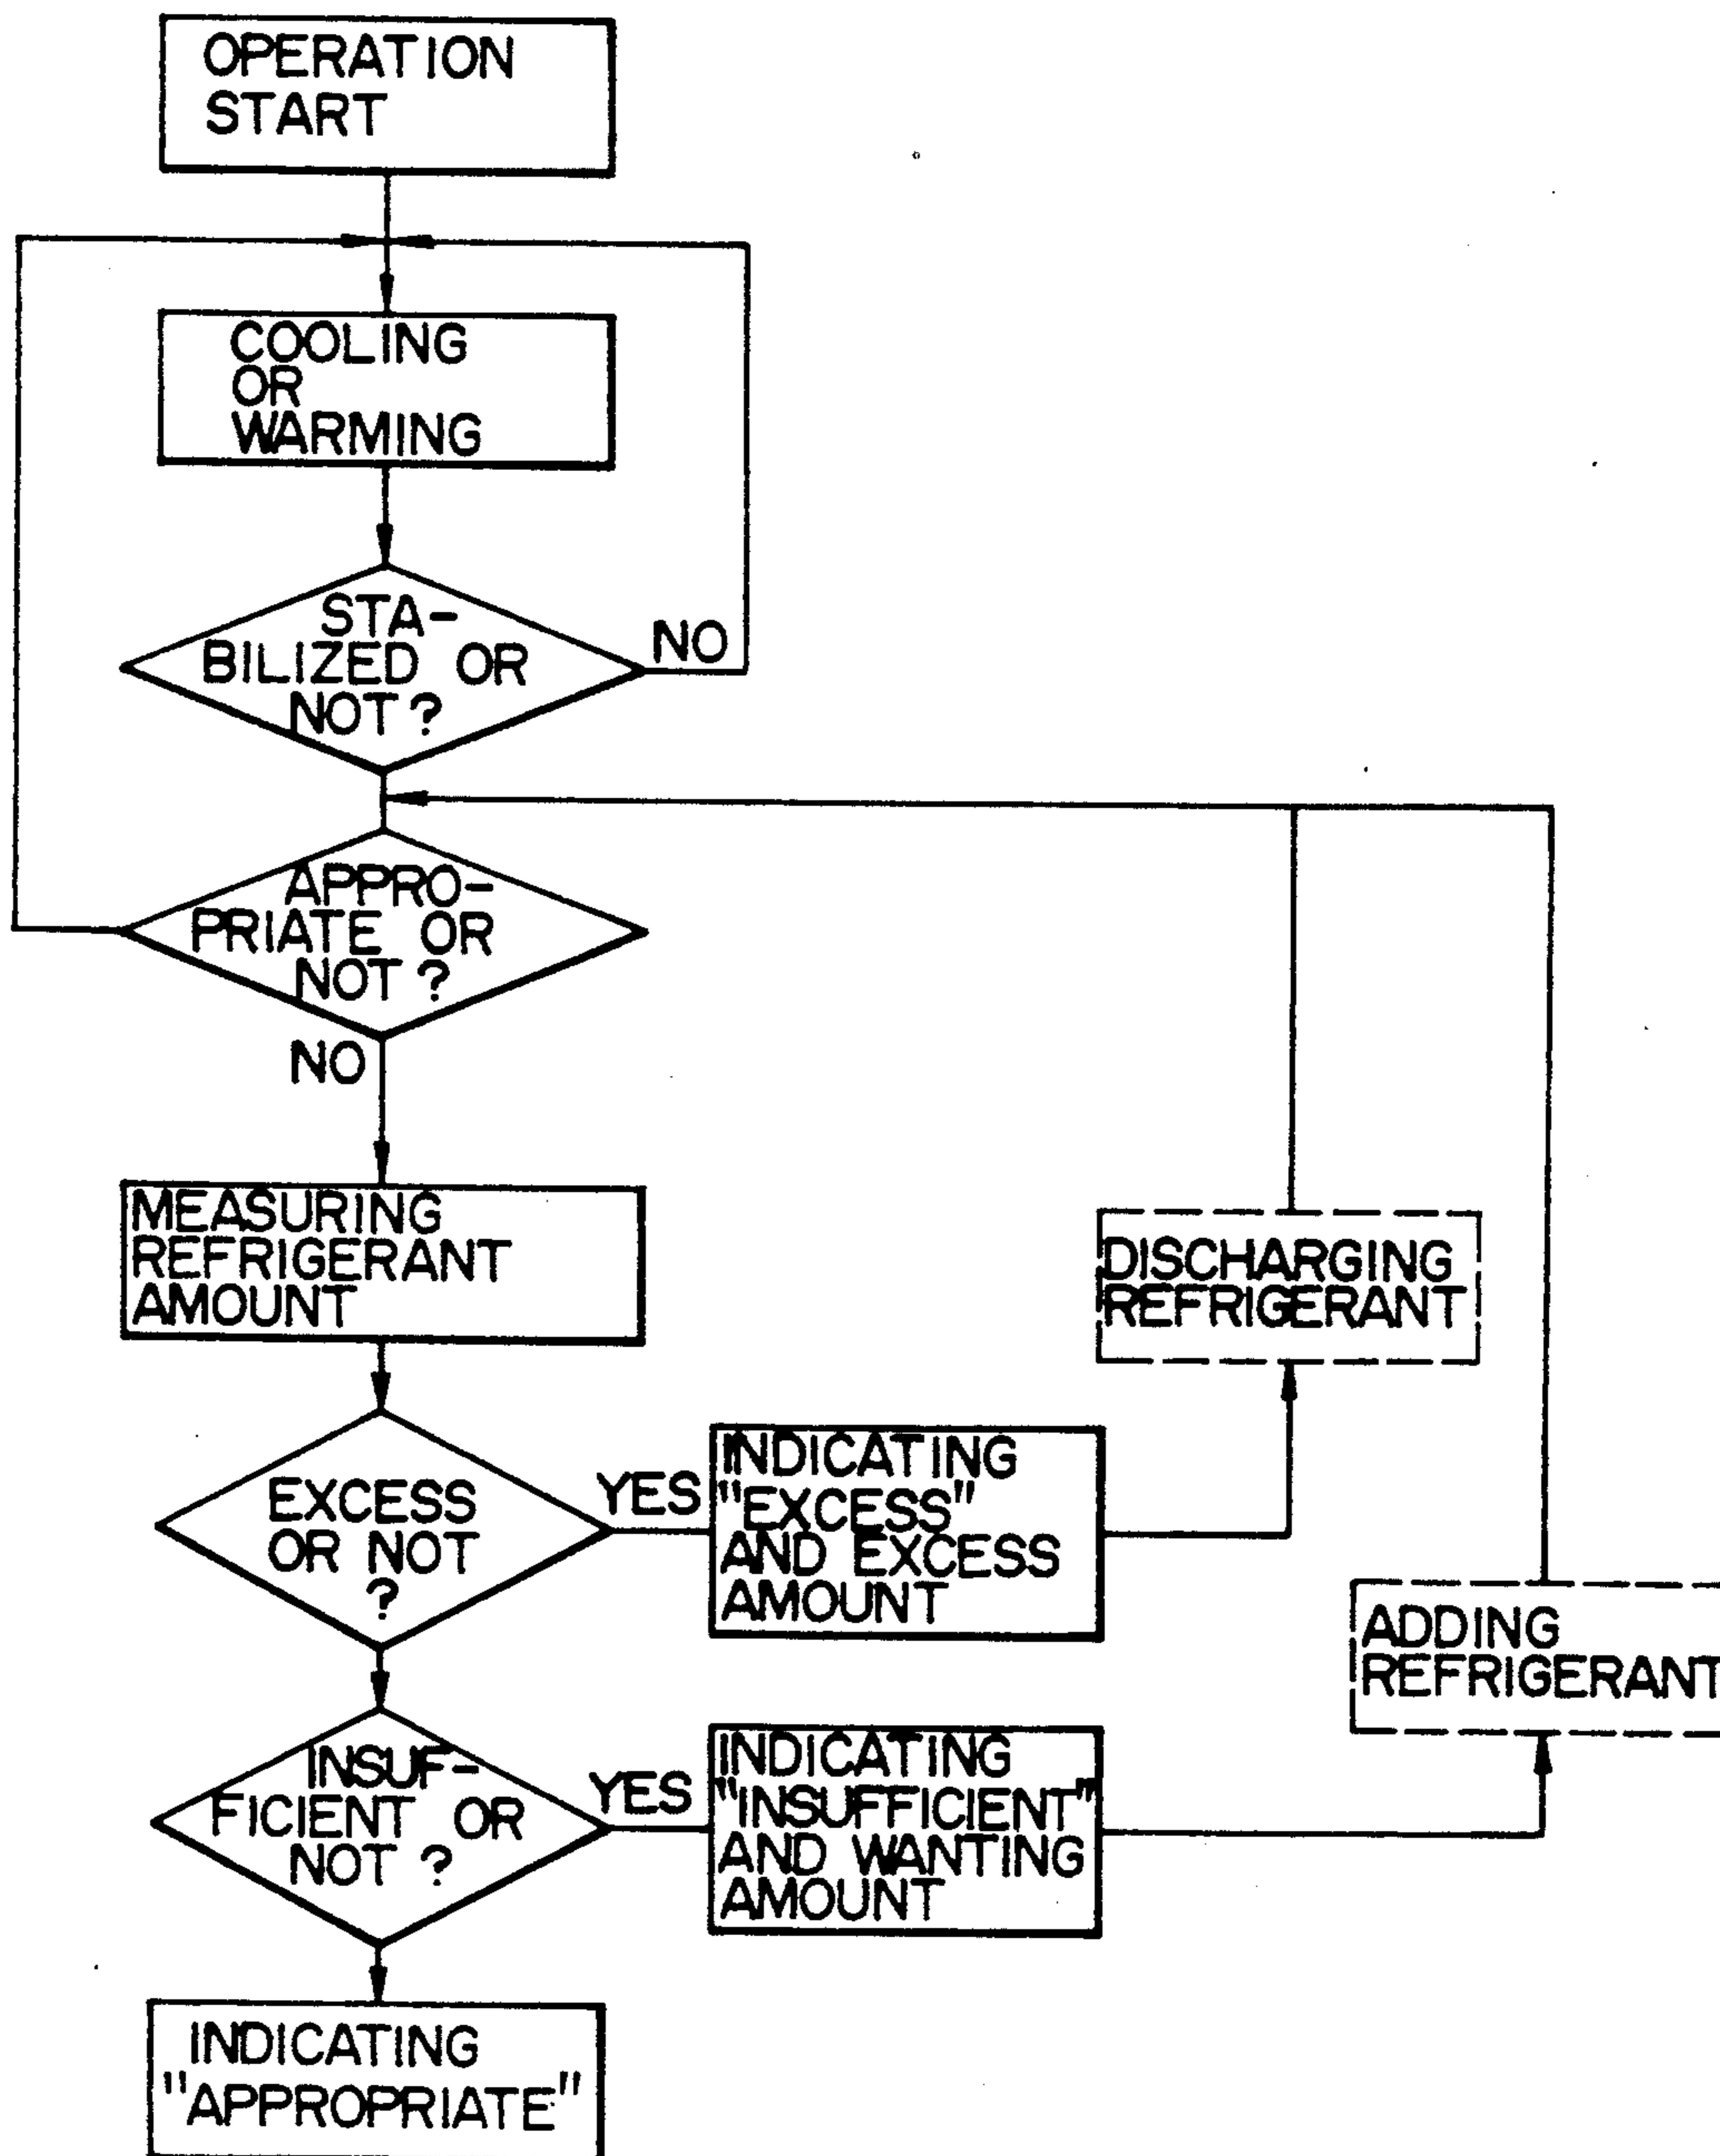 OPERATION
START
COOLING
OR
WARMING
STA-
BILIZED OR
NOT?
NO
APPRO-
PRIATE OR
NOT?
NO
MEASURING
REFRIGERANT
AMOUNT
DISCHARGING
REFRIGERANT
EXCESS
OR NOT
?
YES
INDICATING
"EXCESS"
AND EXCESS
AMOUNT
ADDING
REFRIGERANT
INSUF-
FICIENT OR
NOT?
YES
INDICATING
"INSUFFICIENT"
AND WANTING
AMOUNT
INDICATING
"APPROPRIATE"